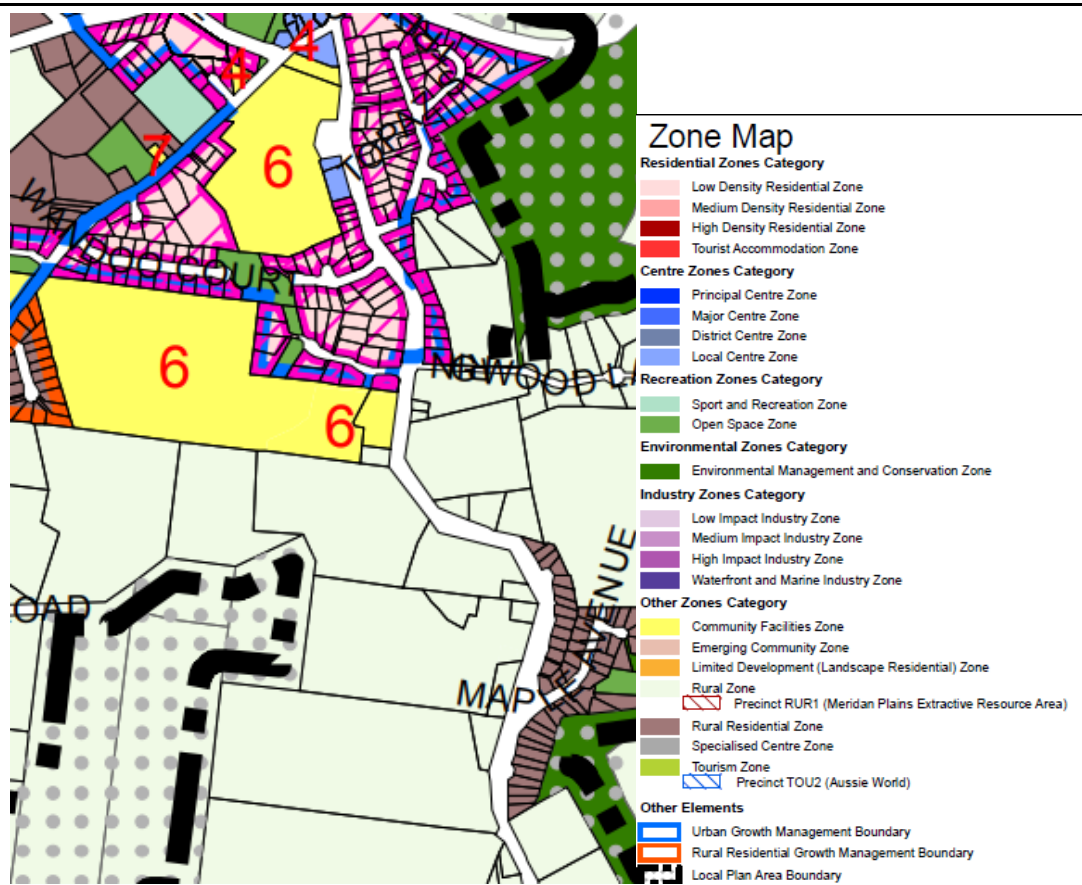 4
4
6
7
WANDOO COURT
6
6
OAD
MAPLE AVENUE
Zone Map
Residential Zones Category
Low Density Residential Zone
Medium Density Residential Zone
High Density Residential Zone
Tourist Accommodation Zone
Centre Zones Category
Principal Centre Zone
Major Centre Zone
District Centre Zone
Local Centre Zone
Recreation Zones Category
Sport and Recreation Zone
Open Space Zone
Environmental Zones Category
Environmental Management and Conservation Zone
Industry Zones Category
Low Impact Industry Zone
Medium Impact Industry Zone
High Impact Industry Zone
Waterfront and Marine Industry Zone
Other Zones Category
Community Facilities Zone
Emerging Community Zone
Limited Development (Landscape Residential) Zone
Rural Zone
Precinct RUR1 (Meridan Plains Extractive Resource Area)
Rural Residential Zone
Specialised Centre Zone
Tourism Zone
Precinct TOU2 (Aussie World)
Other Elements
Urban Growth Management Boundary
Rural Residential Growth Management Boundary
Local Plan Area Boundary